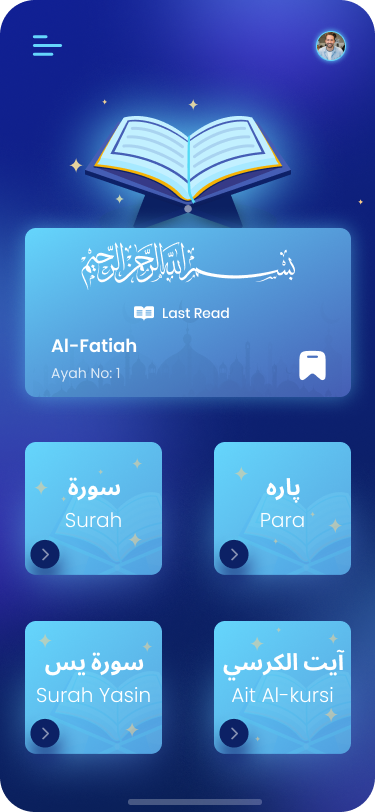 بسم الله الرحمن الرحيم
Last Read
Al-Fatiah
Ayah No: 1
سورة
Surah
پاره
Para
سورة يس
Surah Yasin
آيت الكرسي
Ait Al-kursi